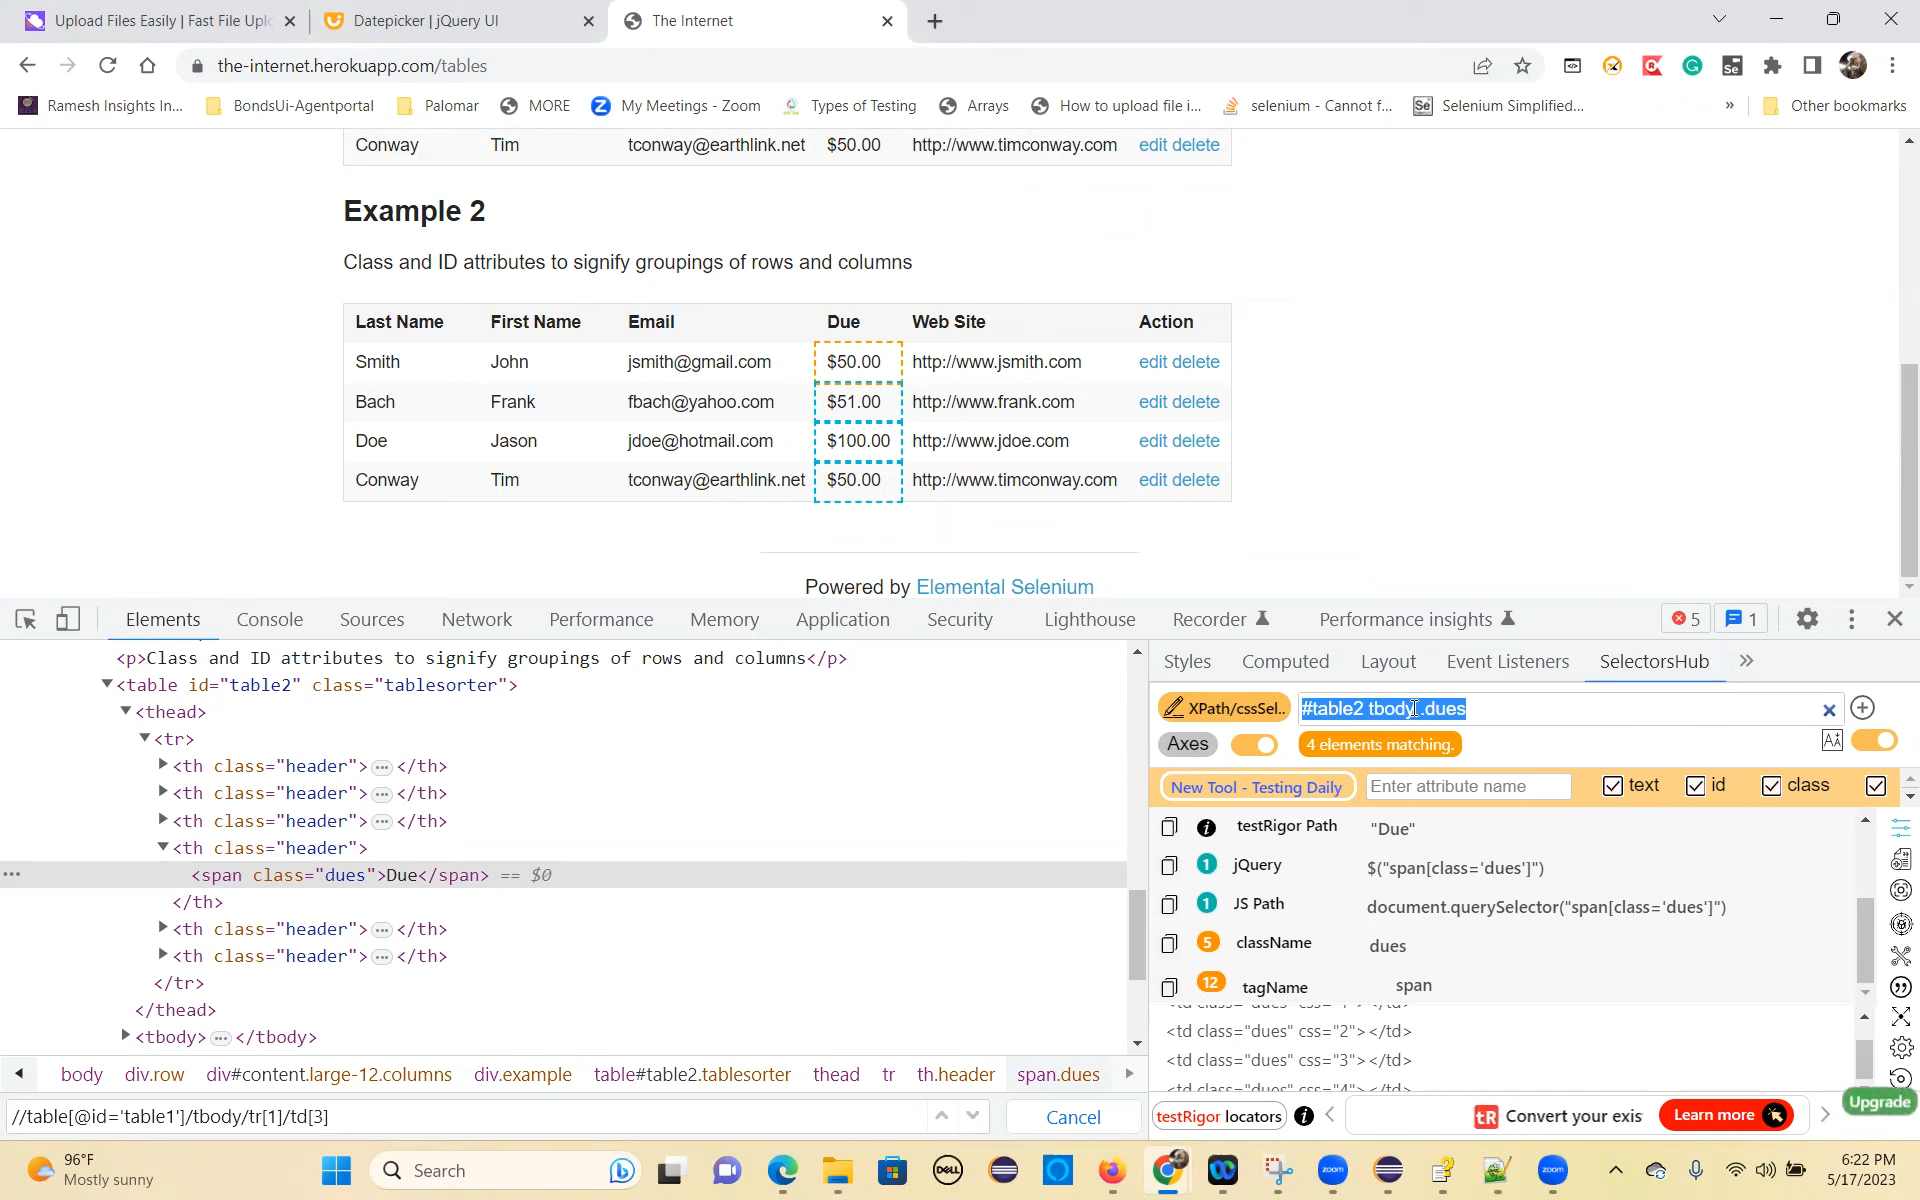 Upload Files Easily | Fast File Uplo
Datepicker | jQuery UI
The Internet
the-internet.herokuapp.com/tables
Ramesh Insights In...
BondsUi-Agentportal
Palomar
MORE
My Meetings - Zoom
Types of Testing
Arrays
How to upload file i...
selenium - Cannot f...
Selenium Simplified...
»
Other bookmarks
Conway Tim tconway@earthlink.net $50.00 http://www.timconway.com edit delete
Example 2
Class and ID attributes to signify groupings of rows and columns
Last Name First Name Email Due Web Site Action
Smith John jsmith@gmail.com $50.00 http://www.jsmith.com edit delete
Bach Frank fbach@yahoo.com $51.00 http://www.frank.com edit delete
Doe Jason jdoe@hotmail.com $100.00 http://www.jdoe.com edit delete
Conway Tim tconway@earthlink.net $50.00 http://www.timconway.com edit delete
Powered by Elemental Selenium
Elements Console Sources Network Performance Memory Application Security Lighthouse Recorder Performance insights 5 1
<p>Class and ID attributes to signify groupings of rows and columns</p>
<table id="table2" class="tablesorter">
<thead>
<tr>
<th class="header">…</th>
<th class="header">…</th>
<th class="header">…</th>
<th class="header">
<span class="dues">Due</span> == $0
</th>
<th class="header">…</th>
<th class="header">…</th>
</tr>
</thead>
<tbody>…</tbody>
body div.row div#content.large-12.columns div.example table#table2.tablesorter thead tr th.header span.dues
//table[@id='table1']/tbody/tr[1]/td[3]
Cancel
Styles Computed Layout Event Listeners SelectorsHub »
XPath/cssSel.. #table2 tbody .dues
Axes 4 elements matching.
New Tool - Testing Daily Enter attribute name text id class
testRigor Path "Due"
1 jQuery $("span[class='dues']")
1 JS Path document.querySelector("span[class='dues']")
5 className dues
12 tagName span
<td class="dues" css="2"></td>
<td class="dues" css="3"></td>
<td class="dues" css="4"></td>
Upgrade
testRigor locators
tR Convert your exis
Learn more
96°F
Mostly sunny
Search
DELL
zoom
zoom
6:22 PM
5/17/2023